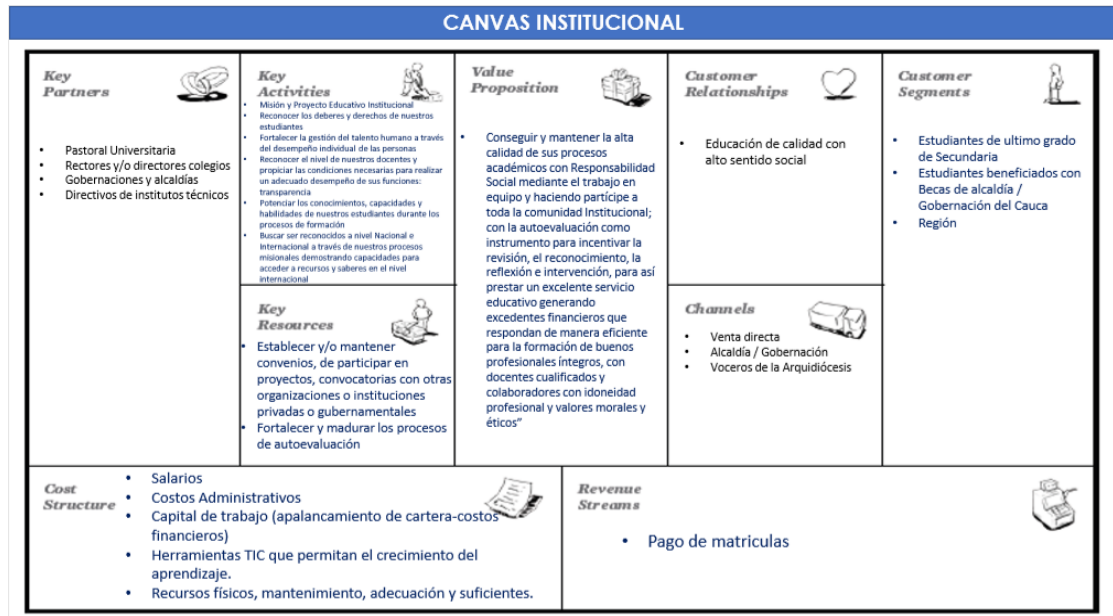 CANVAS INSTITUCIONAL
Key
Partners
• Pastoral Universitaria
• Rectores y/o directores colegios
• Gobernaciones y alcaldías
• Directivos de institutos técnicos
Key
Activities
• Misión y Proyecto Educativo Institucional
• Reconocer los deberes y derechos de nuestros
estudiantes
• Fortalecer la gestión del talento humano a través
del desempeño individual de las personas
• Reconocer el nivel de nuestros docentes y
propiciar las condiciones necesarias para realizar
un adecuado desempeño de sus funciones:
transparencia
• Potenciar los conocimientos, capacidades y
habilidades de nuestros estudiantes durante los
procesos de formación
• Buscar ser reconocidos a nivel Nacional e
Internacional a través de nuestros procesos
misionales demostrando capacidades para
acceder a recursos y saberes en el nivel
internacional
Key
Resources
• Establecer y/o mantener
convenios, de participar en
proyectos, convocatorias con otras
organizaciones o instituciones
privadas o gubernamentales
• Fortalecer y madurar los procesos
de autoevaluación
Value
Proposition
• Conseguir y mantener la alta
calidad de sus procesos
académicos con Responsabilidad
Social mediante el trabajo en
equipo y haciendo partícipe a
toda la comunidad Institucional;
con la autoevaluación como
instrumento para incentivar la
revisión, el reconocimiento, la
reflexión e intervención, para así
prestar un excelente servicio
educativo generando
excedentes financieros que
respondan de manera eficiente
para la formación de buenos
profesionales íntegros, con
docentes cualificados y
colaboradores con idoneidad
profesional y valores morales y
éticos”
Customer
Relationships
• Educación de calidad con
alto sentido social
Channels
• Venta directa
• Alcaldía / Gobernación
• Voceros de la Arquidiócesis
Customer
Segments
• Estudiantes de ultimo grado
de Secundaria
• Estudiantes beneficiados con
Becas de alcaldía /
Gobernación del Cauca
• Región
Cost
Structure
• Salarios
• Costos Administrativos
• Capital de trabajo (apalancamiento de cartera-costos
financieros)
• Herramientas TIC que permitan el crecimiento del
aprendizaje.
• Recursos físicos, mantenimiento, adecuación y suficientes.
Revenue
Streams
• Pago de matriculas